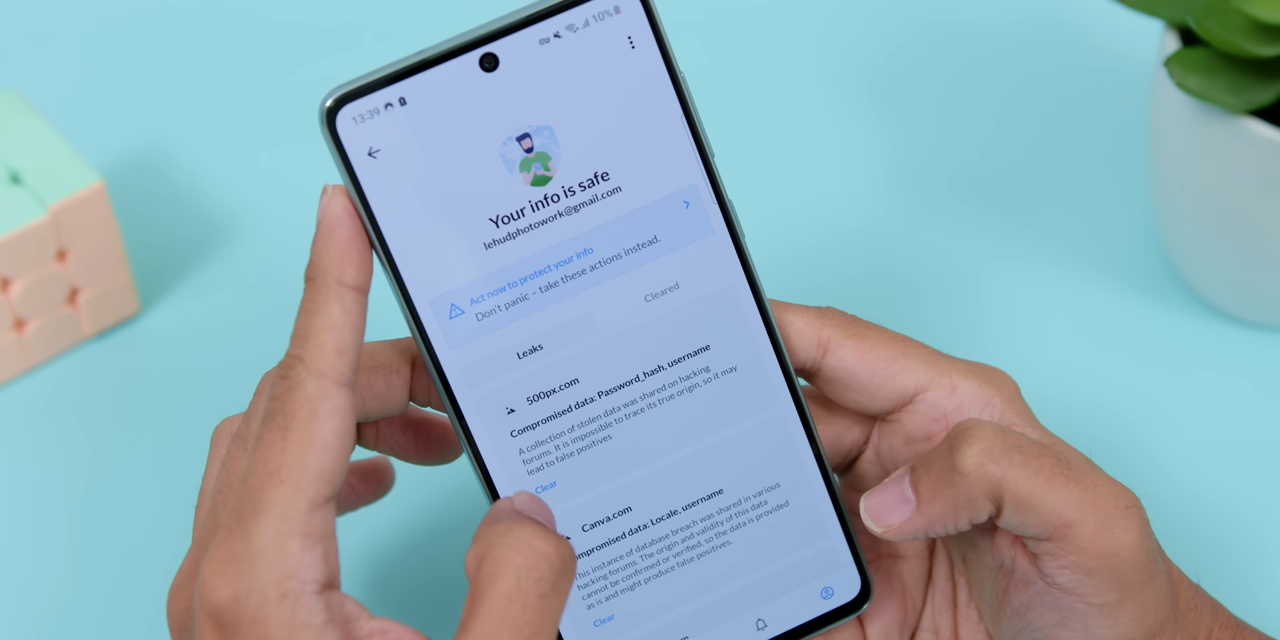 13:39
10%
Your info is safe
lehudphotowork@gmail.com
Act now to protect your info
Don't panic – take these actions instead.
Leaks
Cleared
500px.com
Compromised data: Password_hash, username
A collection of stolen data was shared on hacking
forums. It is impossible to trace its true origin, so it may
lead to false positives
Clear
Canva.com
ompromised data: Locale, username
This instance of database breach was shared in various
hacking forums. The origin and validity of this data
cannot be confirmed or verified, so the data is provided
as is and might produce false positives.
Clear